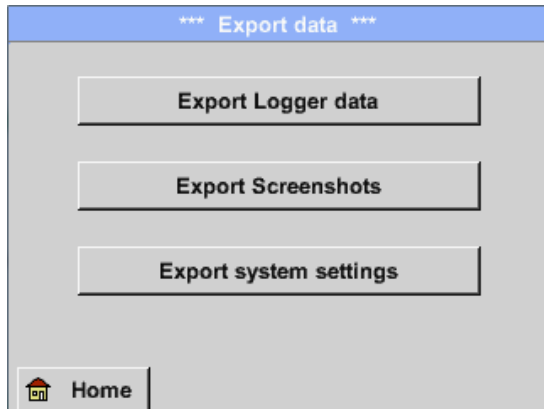 *** Export data ***
Export Logger data
Export Screenshots
Export system settings
Home